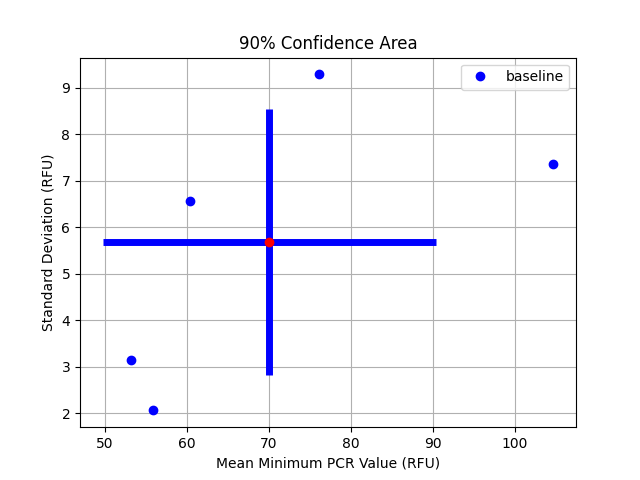 90% Confidence Area
baseline
Standard Deviation (RFU)
9
8
7
6
5
4
3
2
50 60 70 80 90 100
Mean Minimum PCR Value (RFU)